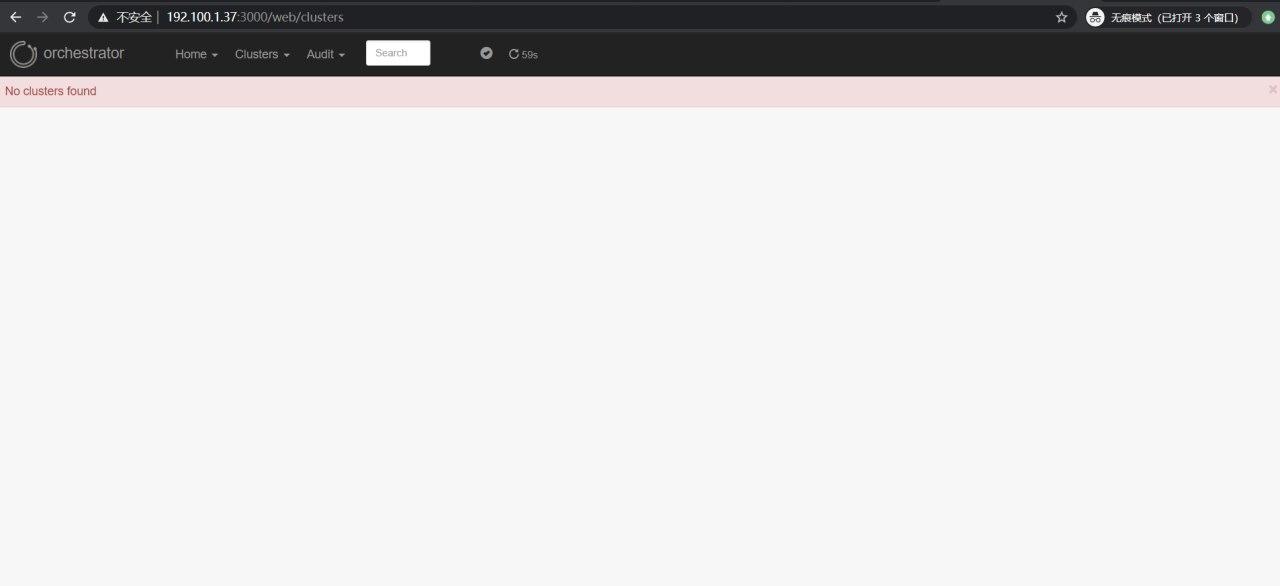 不安全 | 192.100.1.37:3000/web/clusters 无痕模式 (已打开 3 个窗口)
orchestrator Home Clusters Audit Search 59s
No clusters found ×